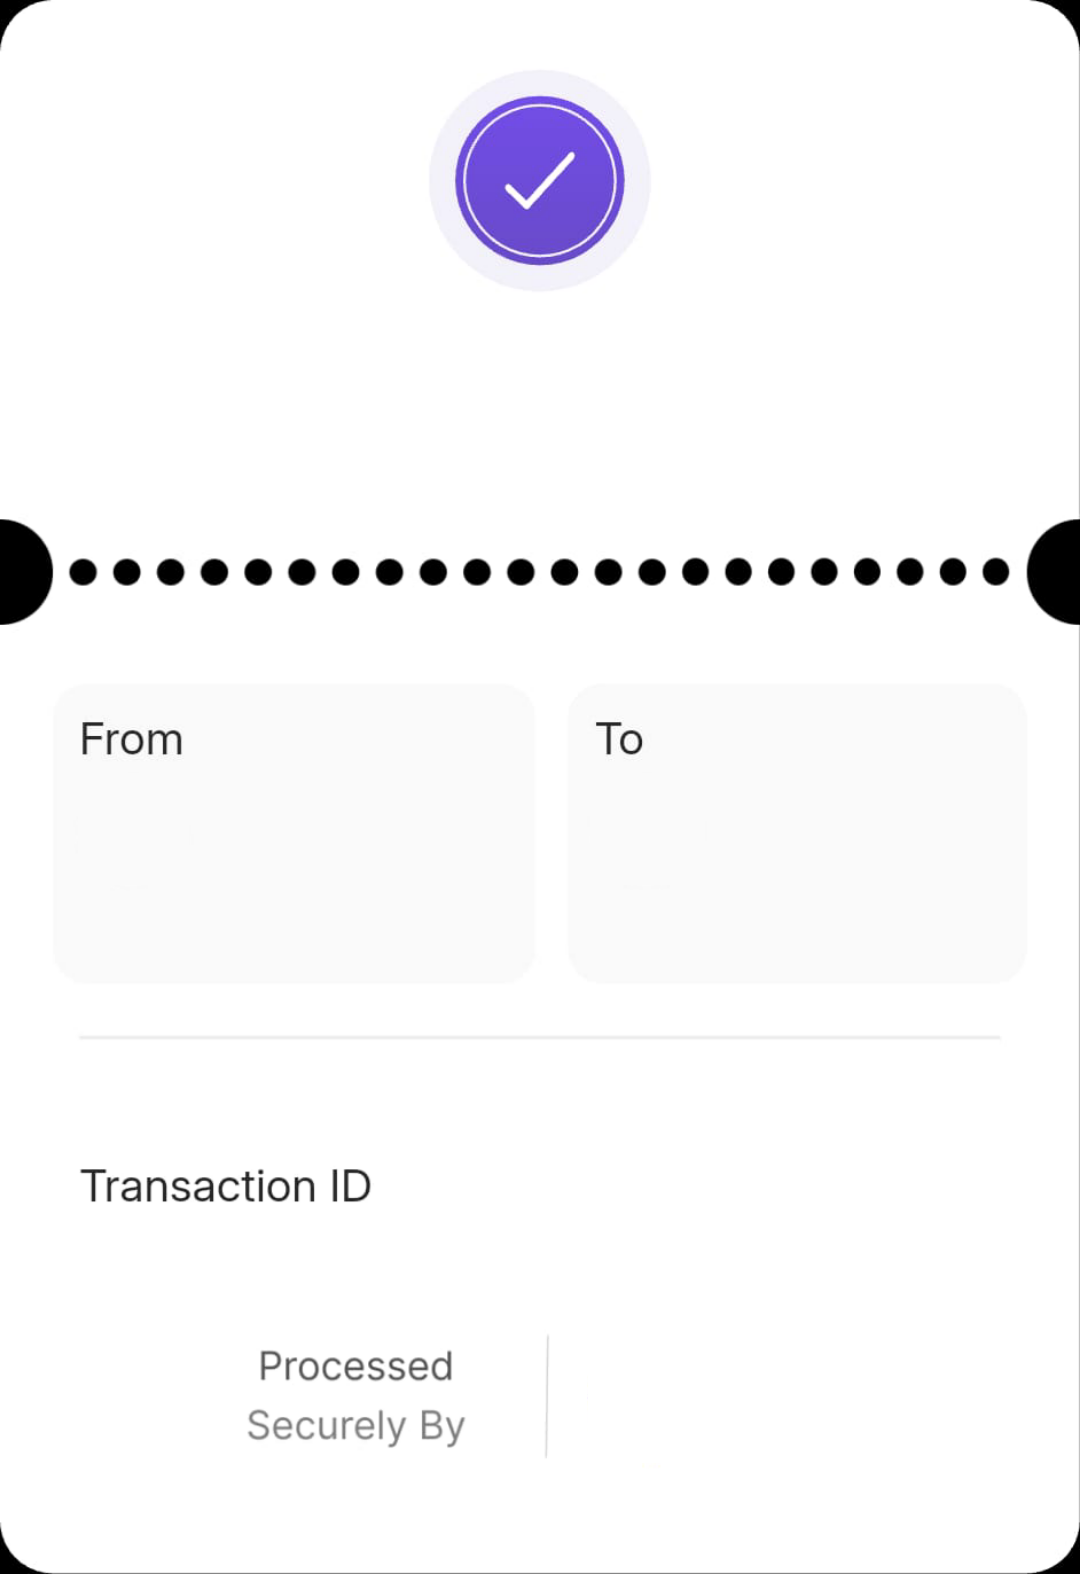 From
To
Transaction ID
Processed
Securely By